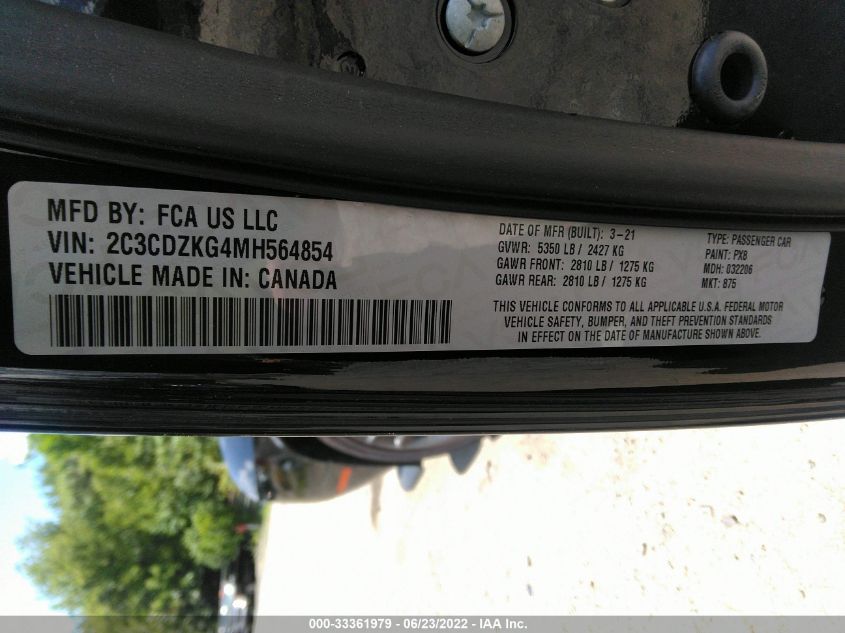 MFD BY: FCA US LLC
VIN: 2C3CDZKG4MH564854
VEHICLE MADE IN: CANADA
DATE OF MFR (BUILT): 3-21
GVWR: 5350 LB / 2427 KG
GAWR FRONT: 2810 LB / 1275 KG
GAWR REAR: 2810 LB / 1275 KG
TYPE: PASSENGER CAR
PAINT: PX8
MDH: 032206
MKT: 875
THIS VEHICLE CONFORMS TO ALL APPLICABLE U.S.A. FEDERAL MOTOR
VEHICLE SAFETY, BUMPER, AND THEFT PREVENTION STANDARDS
IN EFFECT ON THE DATE OF MANUFACTURE SHOWN ABOVE.
000-33361979 - 06/23/2022 - IAA Inc.